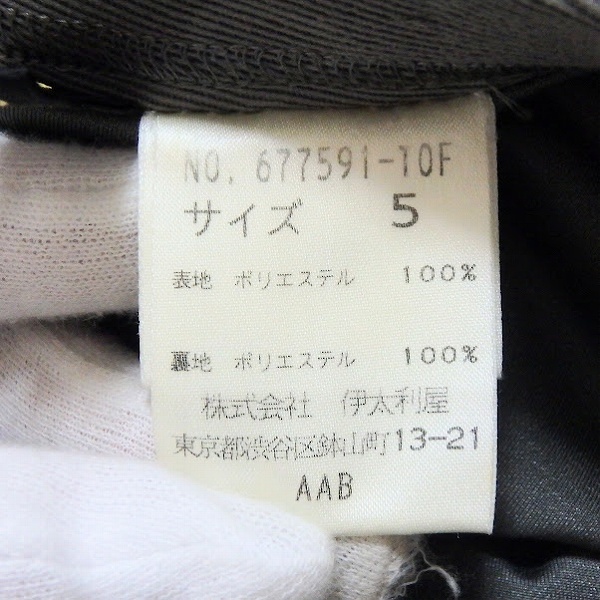 NO. 677591-10F
サイズ 5
表地 ポリエステル 100%
裏地 ポリエステル 100%
株式会社 伊太利屋
東京都渋谷区鉢山町13-21
AAB